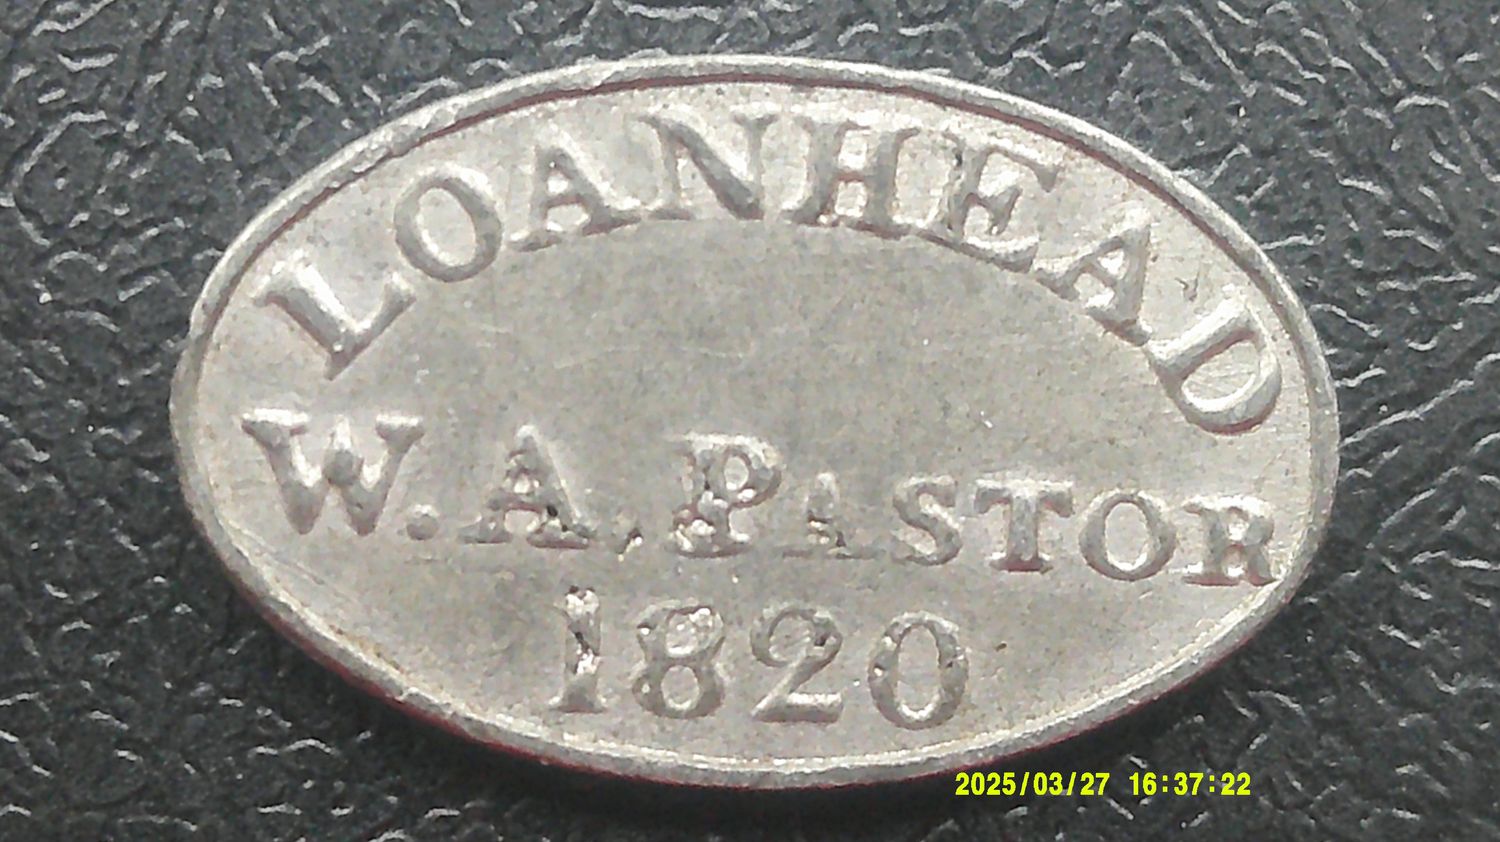 LOANHEAD
W. A. PASTOR
1820
2025/03/27 16:37:22